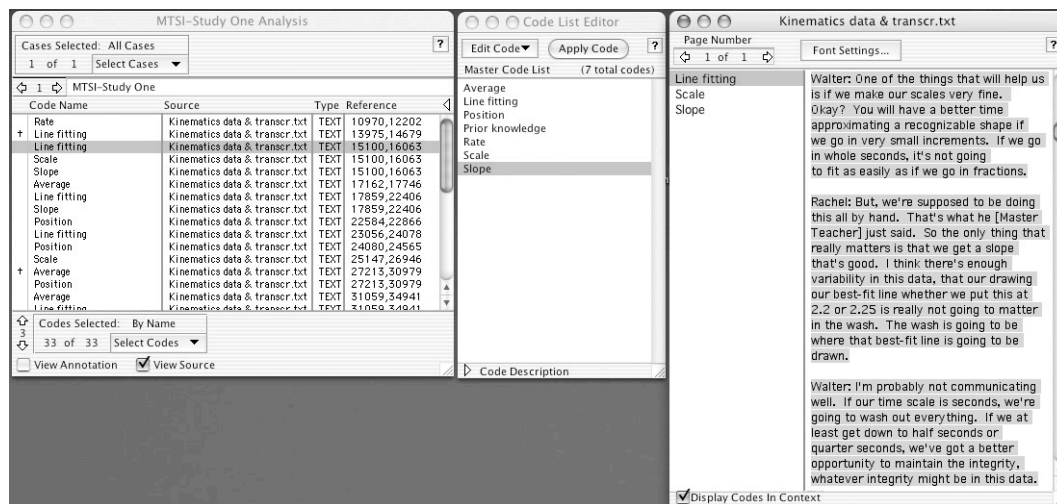 MTSI-Study One Analysis
Cases Selected: All Cases
?
1 of 1 Select Cases
1 MTSI-Study One
Code Name Source Type Reference
Rate Kinematics data & transcr.txt TEXT 10970,12202
† Line fitting Kinematics data & transcr.txt TEXT 13975,14679
Line fitting Kinematics data & transcr.txt TEXT 15100,16063
Scale Kinematics data & transcr.txt TEXT 15100,16063
Slope Kinematics data & transcr.txt TEXT 15100,16063
Average Kinematics data & transcr.txt TEXT 17162,17746
Line fitting Kinematics data & transcr.txt TEXT 17859,22406
Slope Kinematics data & transcr.txt TEXT 17859,22406
Position Kinematics data & transcr.txt TEXT 22584,22866
Line fitting Kinematics data & transcr.txt TEXT 23056,24078
Position Kinematics data & transcr.txt TEXT 24080,24565
Scale Kinematics data & transcr.txt TEXT 25147,26946
† Average Kinematics data & transcr.txt TEXT 27213,30979
Position Kinematics data & transcr.txt TEXT 27213,30979
Average Kinematics data & transcr.txt TEXT 31059,34941
Line fitting Kinematics data & transcr.txt TEXT 31059,34941
Codes Selected: By Name
3
33 of 33 Select Codes
View Annotation View Source
Code List Editor
Edit Code Apply Code ?
Master Code List (7 total codes)
Average
Line fitting
Position
Prior knowledge
Rate
Scale
Slope
Code Description
Kinematics data & transcr.txt
Page Number
?
1 of 1 Font Settings...
Line fitting
Scale
Slope
Walter: One of the things that will help us
is if we make our scales very fine.
Okay? You will have a better time
approximating a recognizable shape if
we go in very small increments. If we go
in whole seconds, it's not going
to fit as easily as if we go in fractions.
Rachel: But, we're supposed to be doing
this all by hand. That's what he [Master
Teacher] just said. So the only thing that
really matters is that we get a slope
that's good. I think there's enough
variability in this data, that our drawing
our best-fit line whether we put this at
2.2 or 2.25 is really not going to matter
in the wash. The wash is going to be
where that best-fit line is going to be
drawn.
Walter: I'm probably not communicating
well. If our time scale is seconds, we're
going to wash out everything. If we at
least get down to half seconds or
quarter seconds, we've got a better
opportunity to maintain the integrity,
whatever integrity might be in this data.
Display Codes In Context